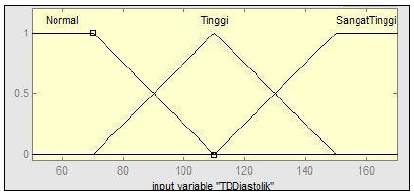 Normal Tinggi SangatTinggi
1
0.5
0
60 80 100 120 140 160
input variable "TDDiastolik"